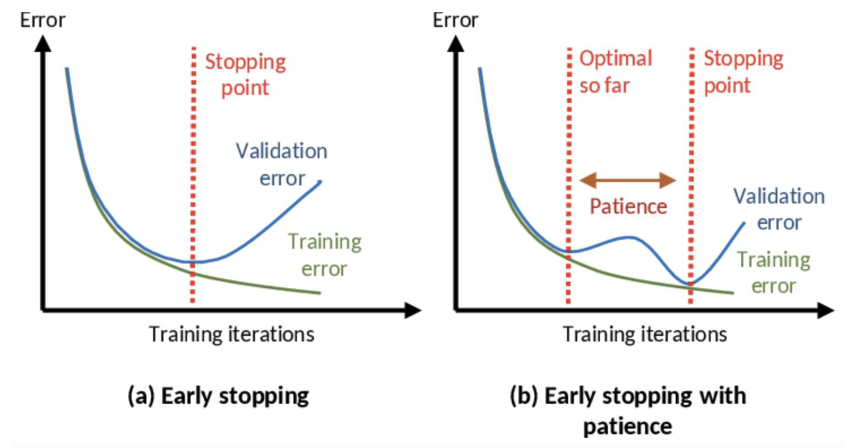 Error
Stopping
point
Validation
error
Training
error
Training iterations
(a) Early stopping
Error
Optimal
so far
Stopping
point
Patience
Validation
error
Training
error
Training iterations
(b) Early stopping with
patience